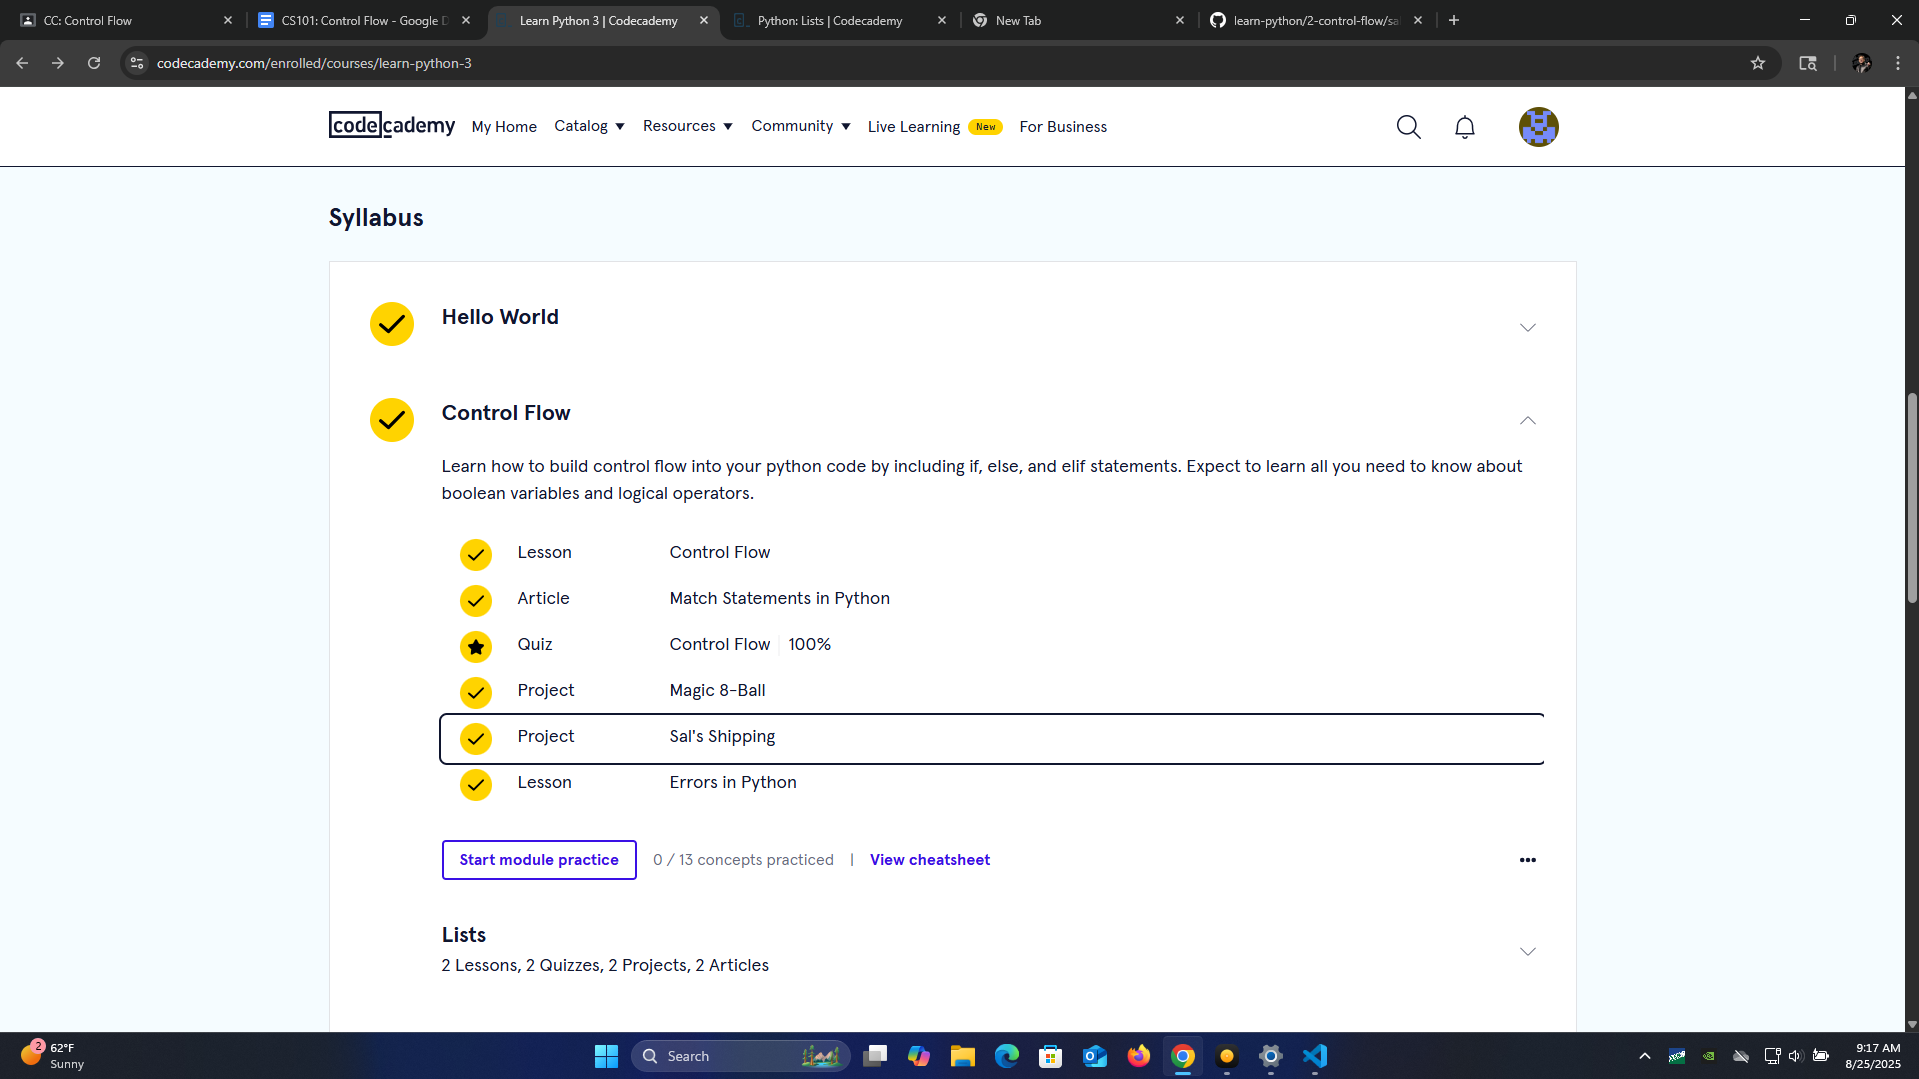 CC: Control Flow
CS101: Control Flow - Google D
Learn Python 3 | Codecademy
Python: Lists | Codecademy
New Tab
learn-python/2-control-flow/sa
codecademy.com/enrolled/courses/learn-python-3
codecademy
My Home
Catalog
Resources
Community
Live Learning
New
For Business
Syllabus
Hello World
Control Flow
Learn how to build control flow into your python code by including if, else, and elif statements. Expect to learn all you need to know about
boolean variables and logical operators.
Lesson Control Flow
Article Match Statements in Python
Quiz Control Flow 100%
Project Magic 8-Ball
Project Sal's Shipping
Lesson Errors in Python
Start module practice 0 / 13 concepts practiced | View cheatsheet
Lists
2 Lessons, 2 Quizzes, 2 Projects, 2 Articles
2
62°F
Sunny
Search
9:17 AM
8/25/2025